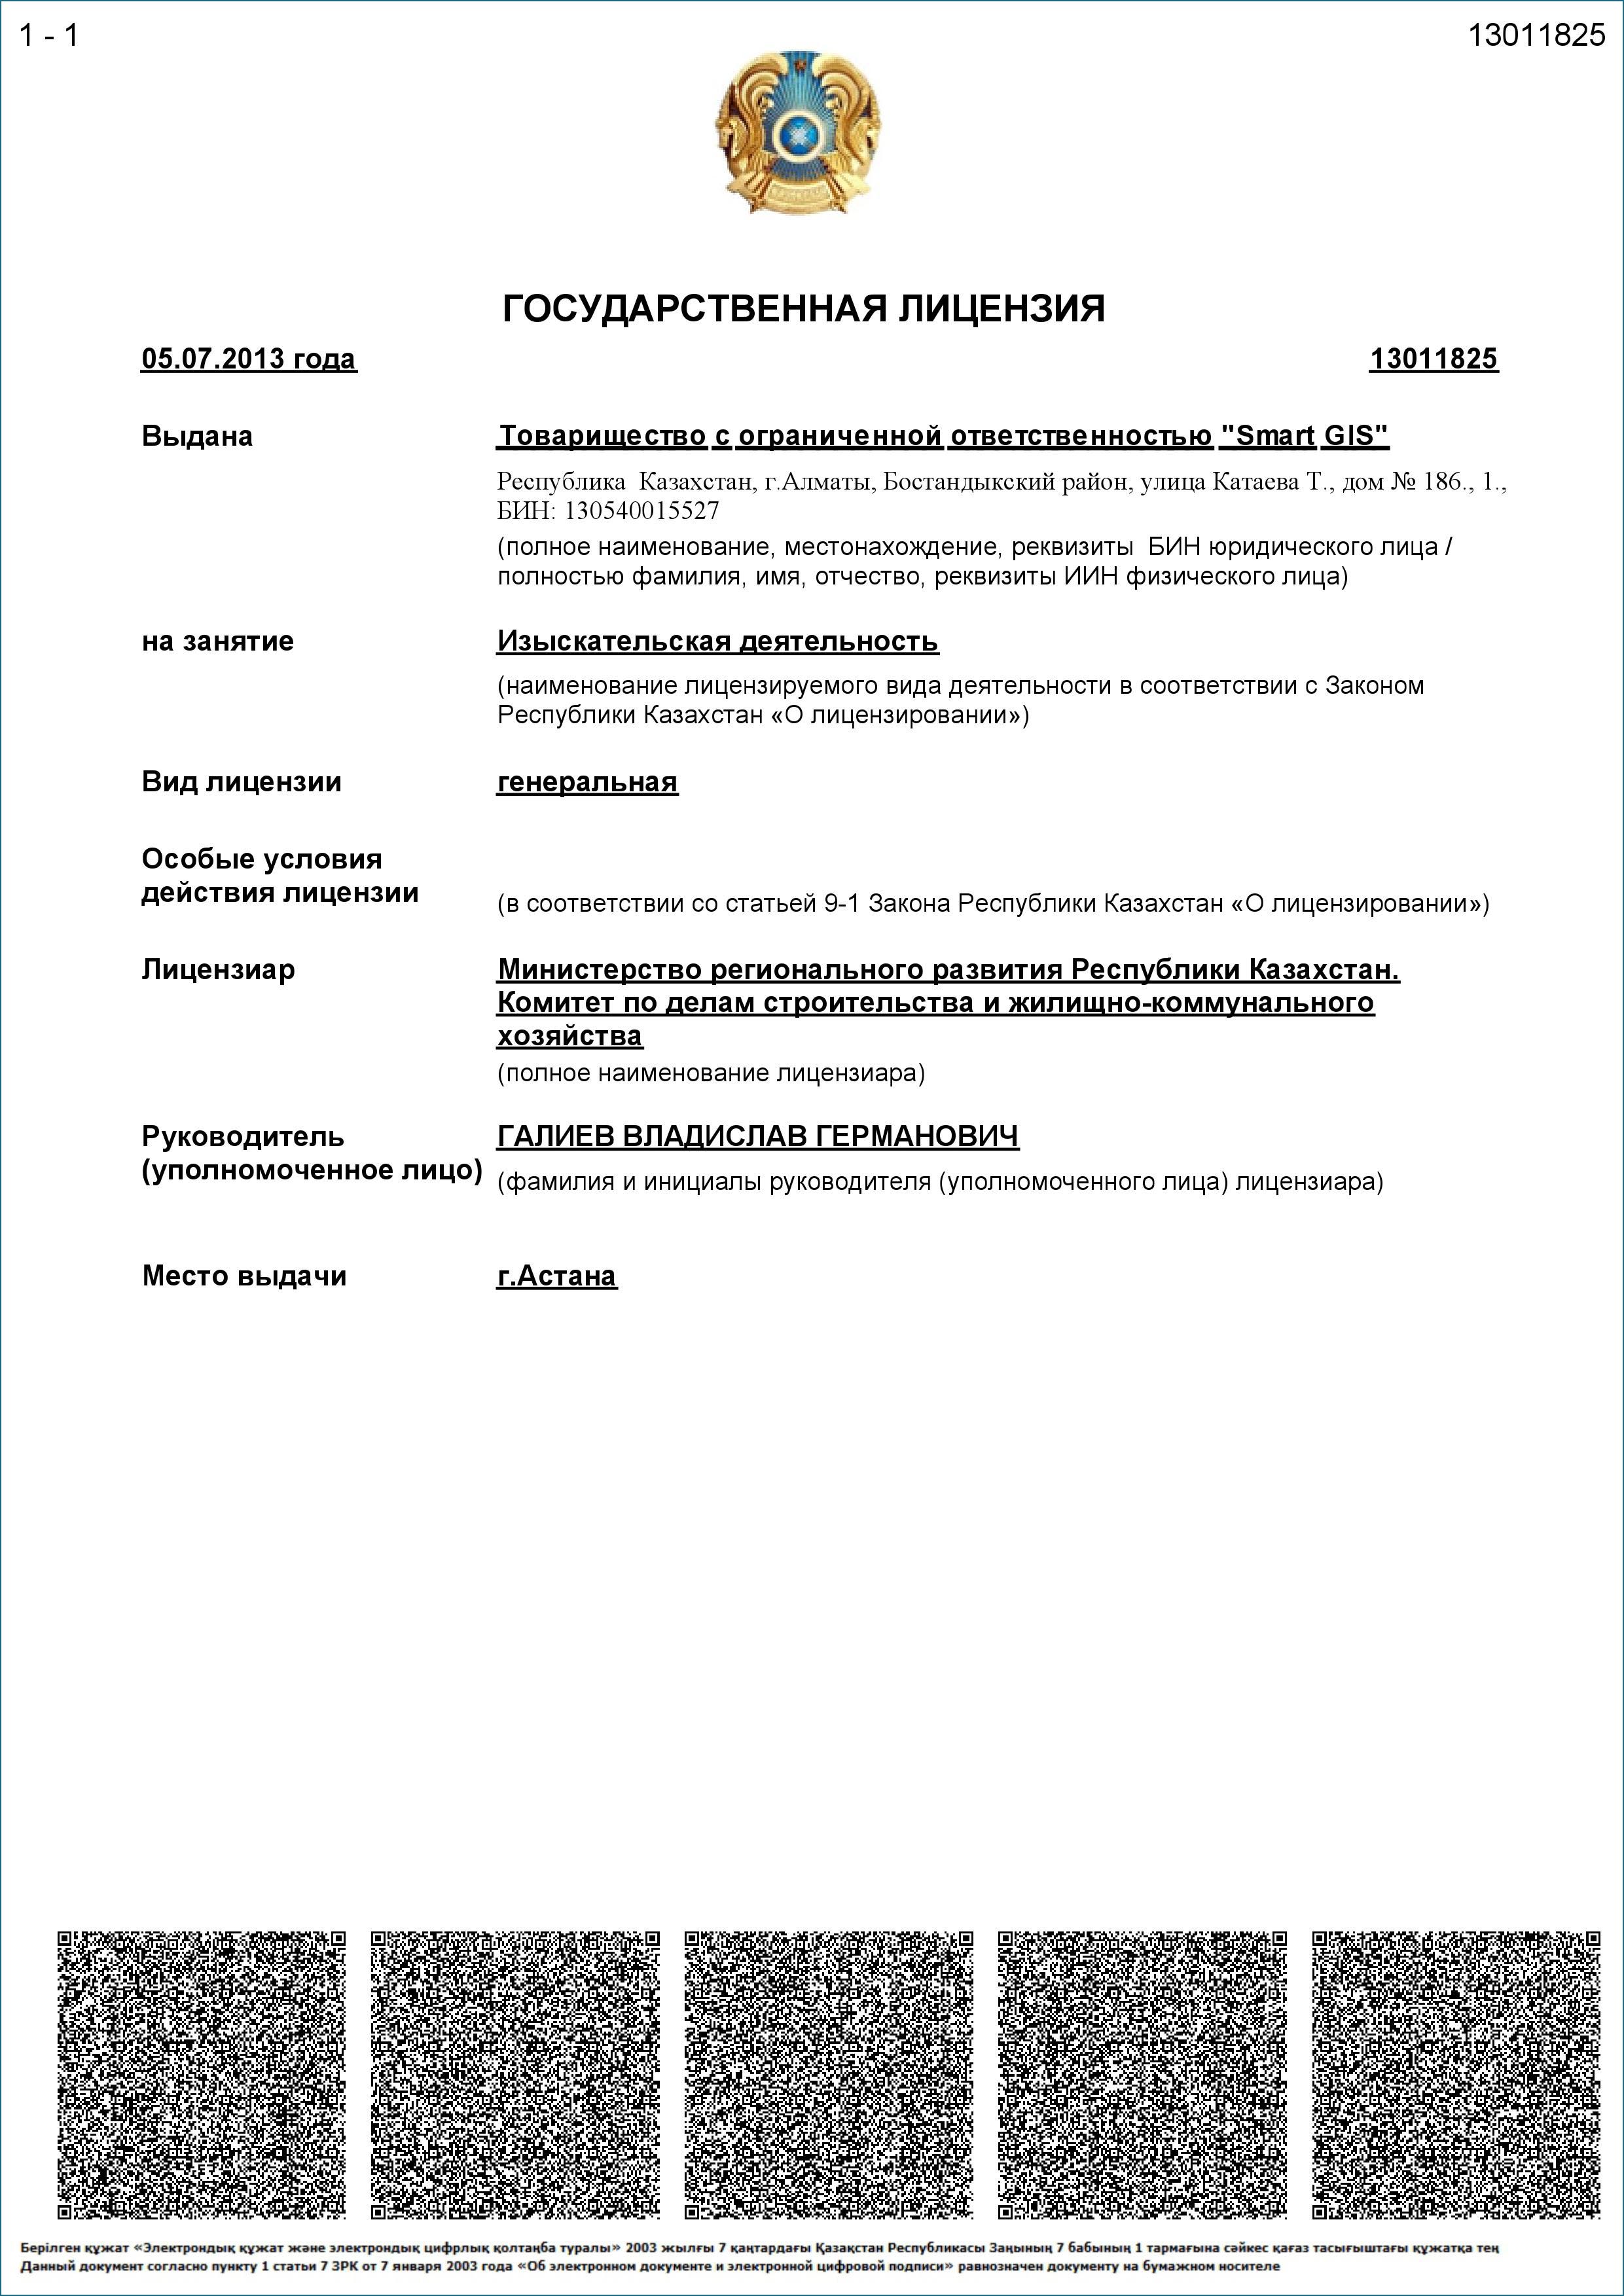 1 - 1
13011825
ГОСУДАРСТВЕННАЯ ЛИЦЕНЗИЯ
05.07.2013 года
13011825
Выдана
Товарищество с ограниченной ответственностью "Smart GIS"
Республика  Казахстан, г.Алматы, Бостандыкский район, улица Катаева Т., дом № 186., 1.,
БИН: 130540015527
(полное наименование, местонахождение, реквизиты  БИН юридического лица /
полностью фамилия, имя, отчество, реквизиты ИИН физического лица)
на занятие
Изыскательская деятельность
(наименование лицензируемого вида деятельности в соответствии с Законом
Республики Казахстан «О лицензировании»)
Вид лицензии
генеральная
Особые условия
действия лицензии
(в соответствии со статьей 9-1 Закона Республики Казахстан «О лицензировании»)
Лицензиар
Министерство регионального развития Республики Казахстан.
Комитет по делам строительства и жилищно-коммунального
хозяйства
(полное наименование лицензиара)
Руководитель
(уполномоченное лицо)
ГАЛИЕВ ВЛАДИСЛАВ ГЕРМАНОВИЧ
(фамилия и инициалы руководителя (уполномоченного лица) лицензиара)
Место выдачи
г.Астана
Берілген құжат «Электрондық құжат және электрондық цифрлық қолтаңба туралы» 2003 жылғы 7 қаңтардағы Қазақстан Республикасы Заңының 7 бабының 1 тармағына сәйкес қағаз тасығыштағы құжатқа тең
Данный документ согласно пункту 1 статьи 7 ЗРК от 7 января 2003 года «Об электронном документе и электронной цифровой подписи» равнозначен документу на бумажном носителе